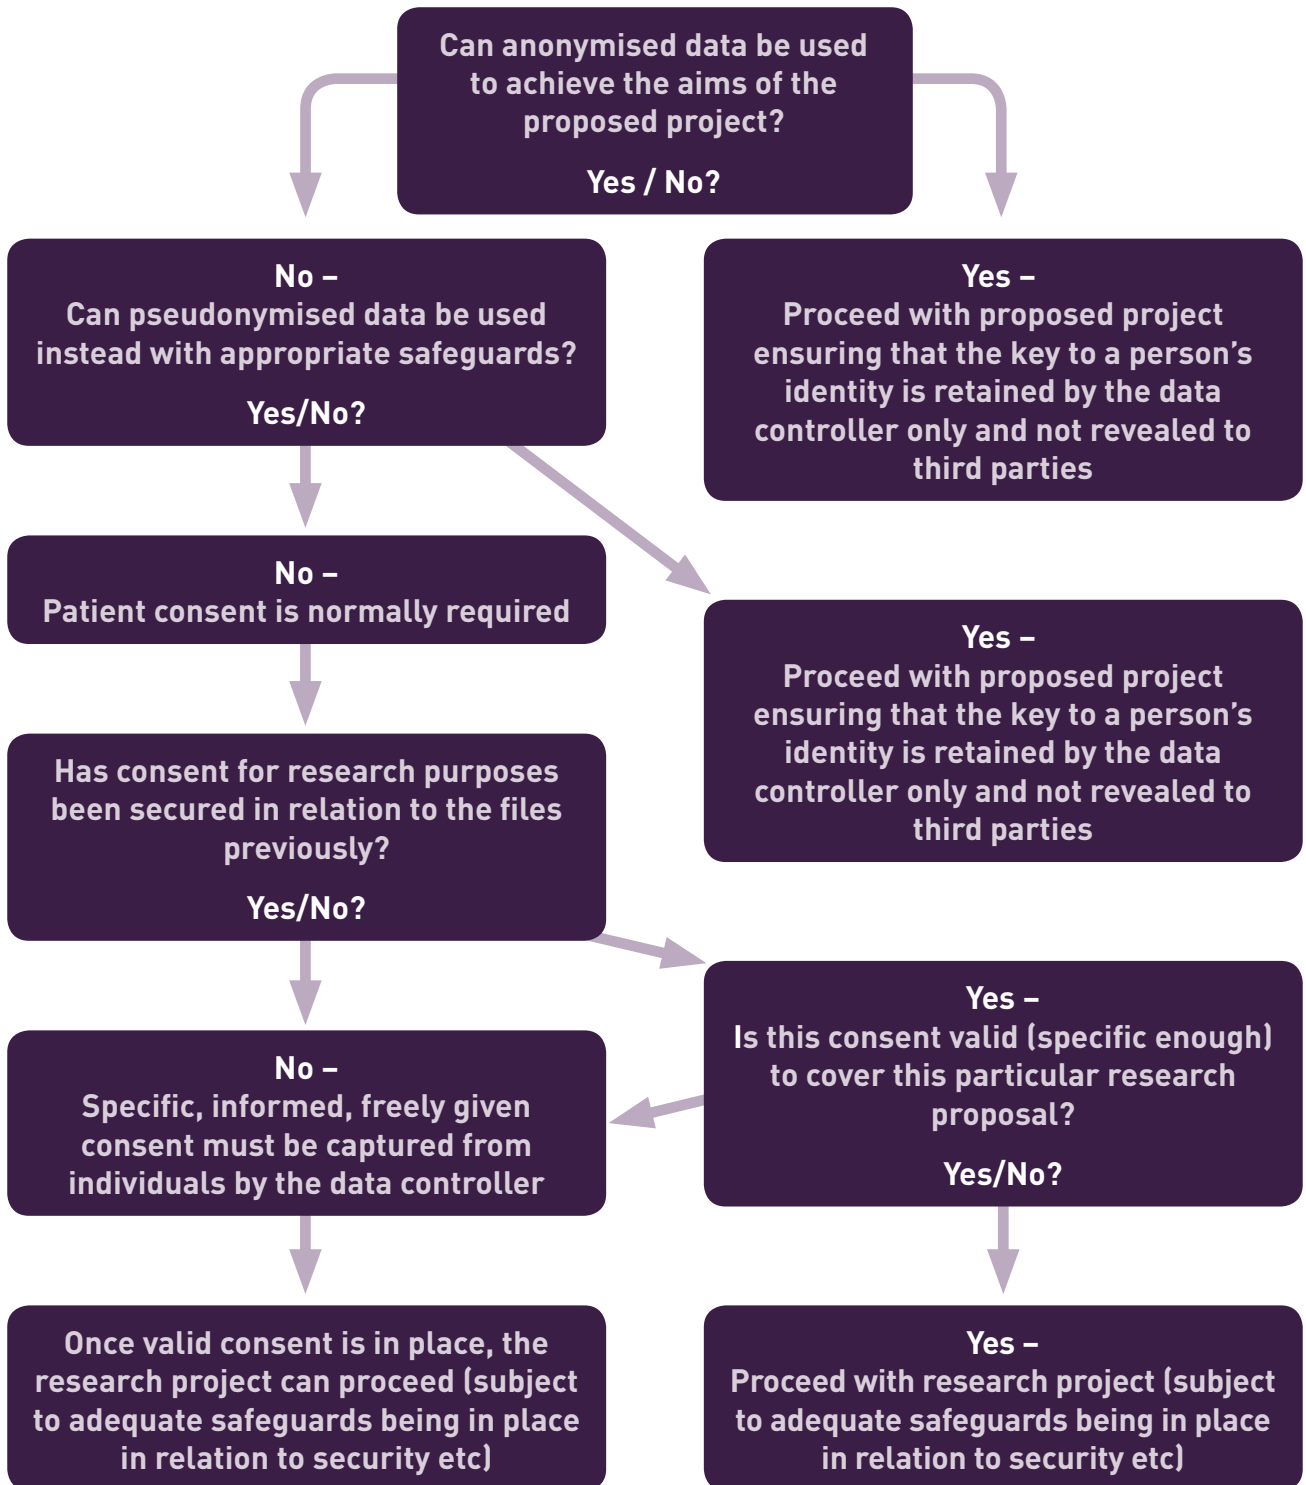 Can anonymised data be used
to achieve the aims of the
proposed project?
Yes / No?
No –
Can pseudonymised data be used
instead with appropriate safeguards?
Yes/No?
Yes –
Proceed with proposed project
ensuring that the key to a person’s
identity is retained by the data
controller only and not revealed to
third parties
No –
Patient consent is normally required
Yes –
Proceed with proposed project
ensuring that the key to a person’s
identity is retained by the data
controller only and not revealed to
third parties
Has consent for research purposes
been secured in relation to the files
previously?
Yes/No?
Yes –
Is this consent valid (specific enough)
to cover this particular research
proposal?
Yes/No?
No –
Specific, informed, freely given
consent must be captured from
individuals by the data controller
Once valid consent is in place, the
research project can proceed (subject
to adequate safeguards being in place
in relation to security etc)
Yes –
Proceed with research project (subject
to adequate safeguards being in place
in relation to security etc)